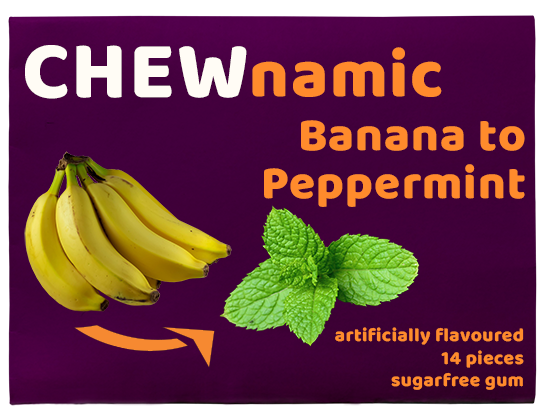 CHEWnamic
Banana to
Peppermint
artificially flavoured
14 pieces
sugarfree gum